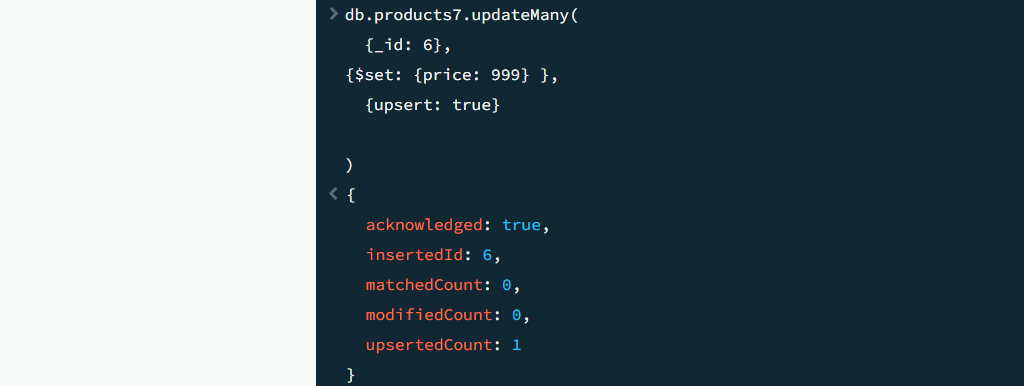 db.products7.updateMany(
{_id: 6},
{$set: {price: 999} },
{upsert: true}
)
{
acknowledged: true,
insertedId: 6,
matchedCount: 0,
modifiedCount: 0,
upsertedCount: 1
}